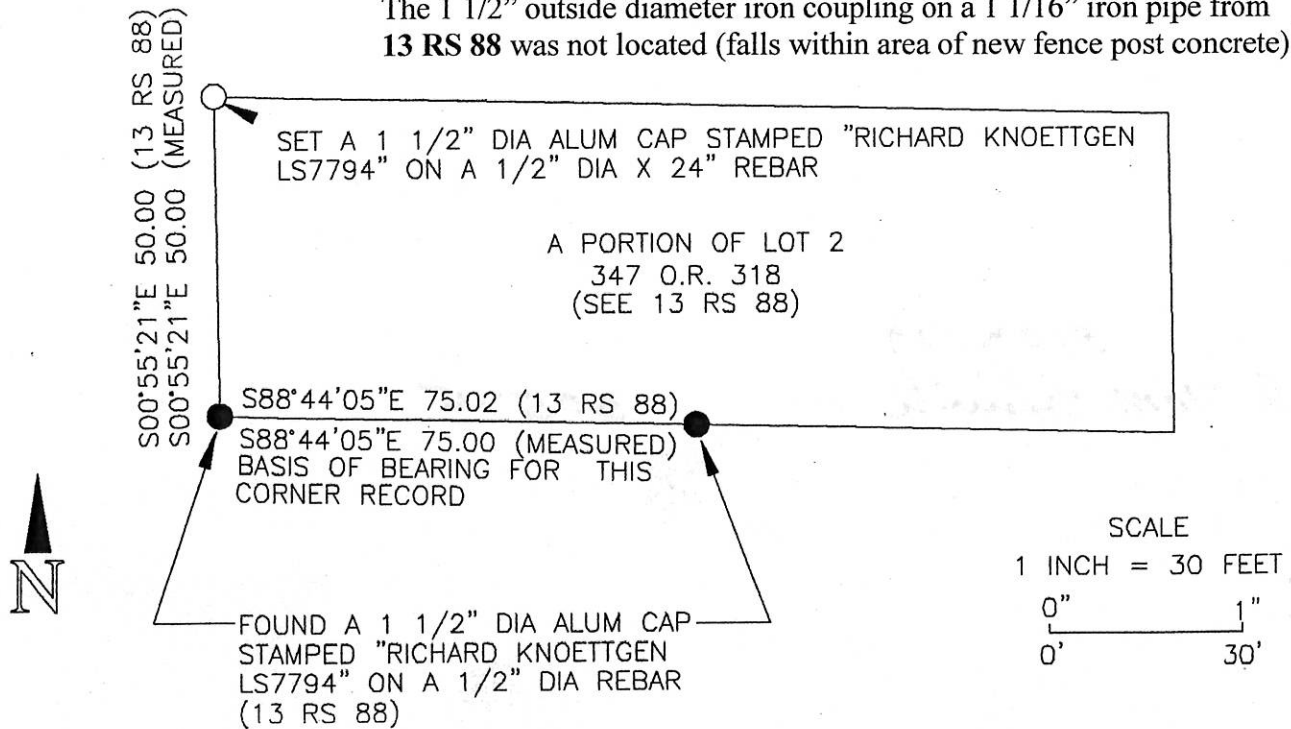 The 1 1/2” outside diameter iron coupling on a 1 1/16” iron pipe from
13 RS 88 was not located (falls within area of new fence post concrete)
S00°55'21"E 50.00 (13 RS 88)
S00°55'21"E 50.00 (MEASURED)
SET A 1 1/2" DIA ALUM CAP STAMPED "RICHARD KNOETTGEN
LS7794" ON A 1/2" DIA X 24" REBAR
A PORTION OF LOT 2
347 O.R. 318
(SEE 13 RS 88)
S88°44'05"E 75.02 (13 RS 88)
S88°44'05"E 75.00 (MEASURED)
BASIS OF BEARING FOR THIS
CORNER RECORD
N
SCALE
1 INCH = 30 FEET
0" 1"
0' 30'
FOUND A 1 1/2" DIA ALUM CAP
STAMPED "RICHARD KNOETTGEN
LS7794" ON A 1/2" DIA REBAR
(13 RS 88)